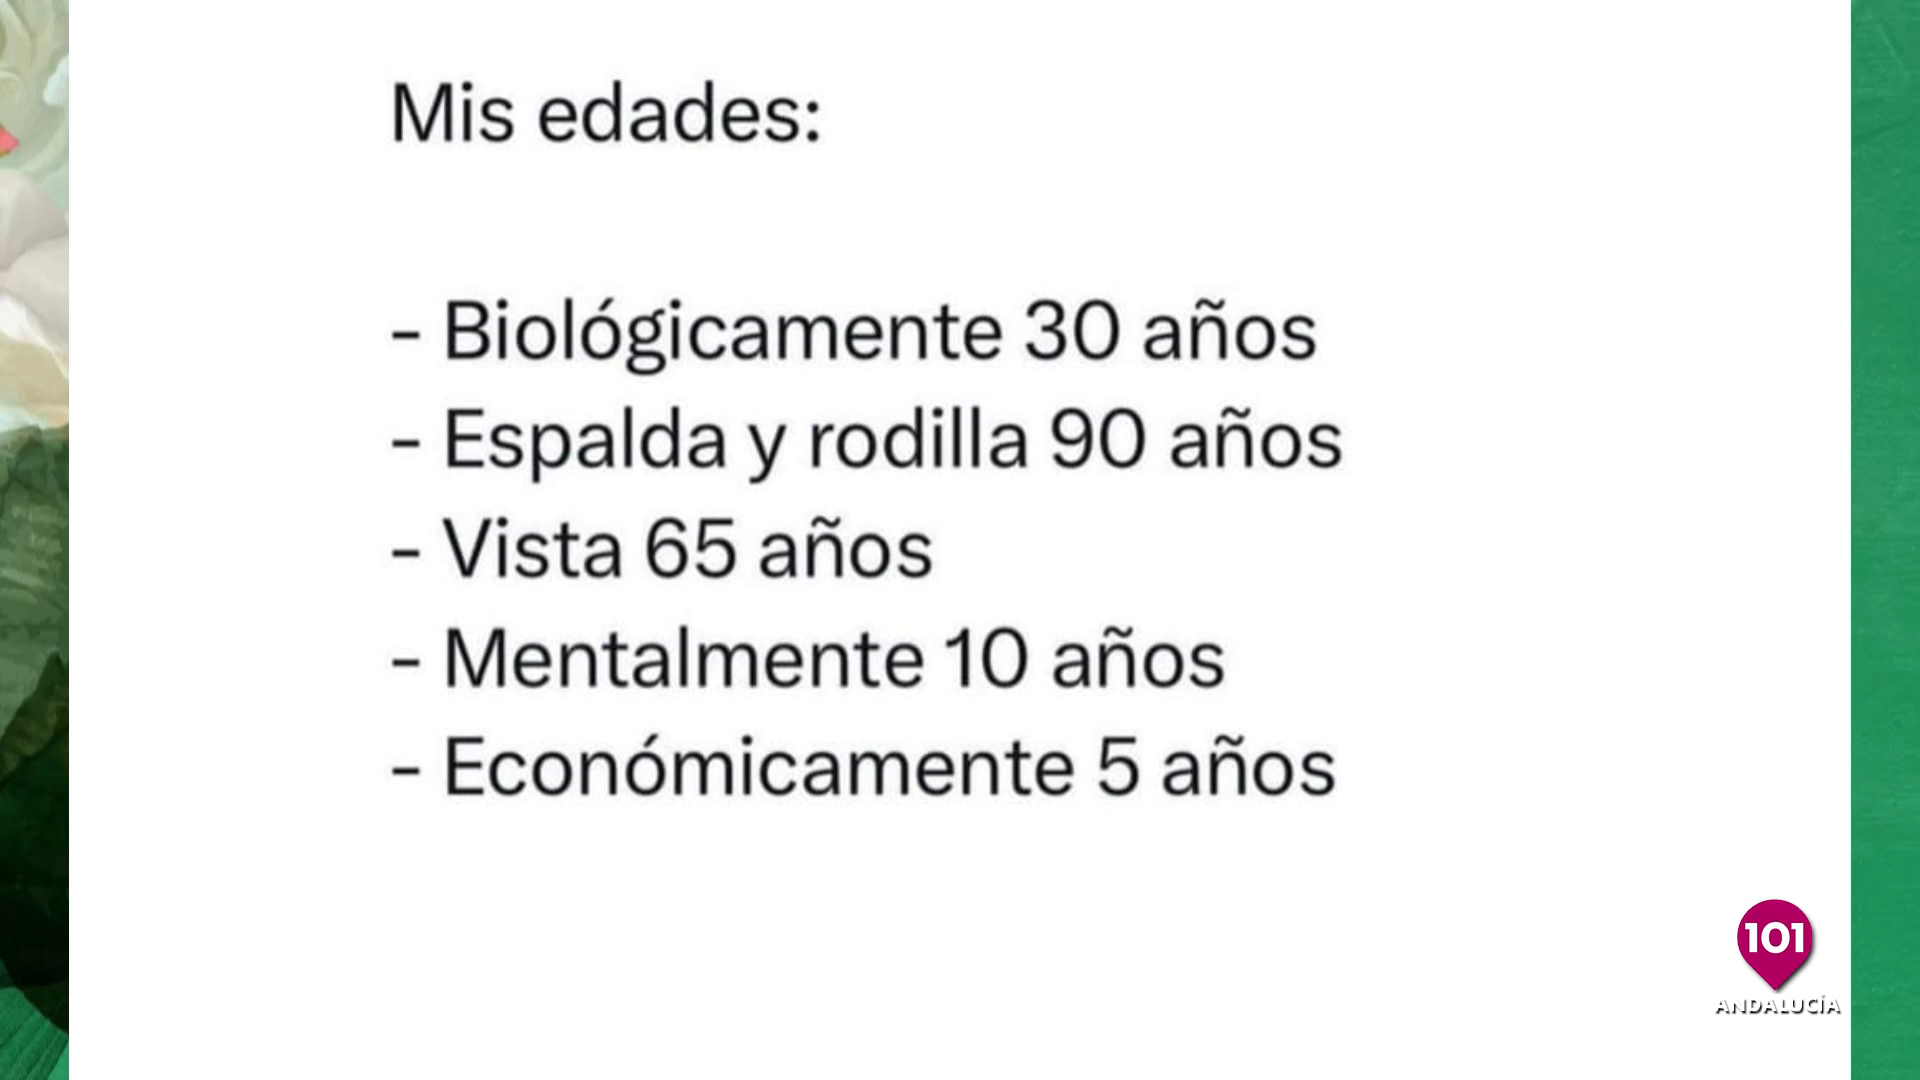 Mis edades:
- Biológicamente 30 años
- Espalda y rodilla 90 años
- Vista 65 años
- Mentalmente 10 años
- Económicamente 5 años
101
ANDALUCÍA